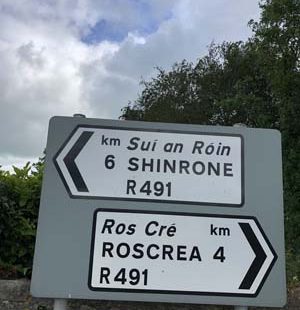 km Suí an Róin
6 SHINRONE
R491
Ros Cré km
ROSCREA 4
R491